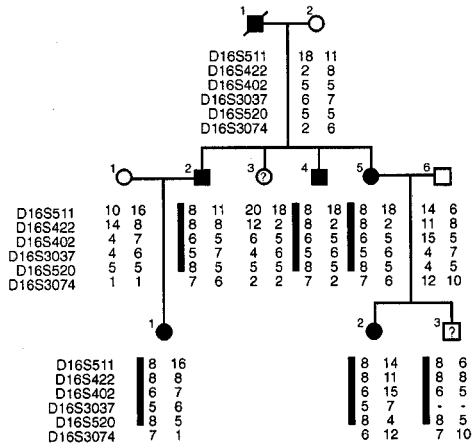 1 2
D16S511 18 11
D16S422 2 8
D16S402 5 5
D16S3037 6 7
D16S520 5 5
D16S3074 2 6
1 2 3 ? 4 5 6
D16S511 10 16 8 11 20 18 8 18 8 18 14 6
D16S422 14 8 8 8 12 2 8 2 8 2 11 8
D16S402 4 7 6 5 6 5 6 5 6 5 15 5
D16S3037 4 6 5 7 4 6 5 6 5 6 4 7
D16S520 5 5 8 5 5 5 8 5 8 5 4 5
D16S3074 1 1 7 6 2 2 7 2 7 6 12 10
1 2 3 ?
D16S511 8 16 8 14 8 6
D16S422 8 8 8 11 8 8
D16S402 6 7 6 15 6 5
D16S3037 5 6 5 7 - -
D16S520 8 5 8 4 8 5
D16S3074 7 1 6 12 7 10